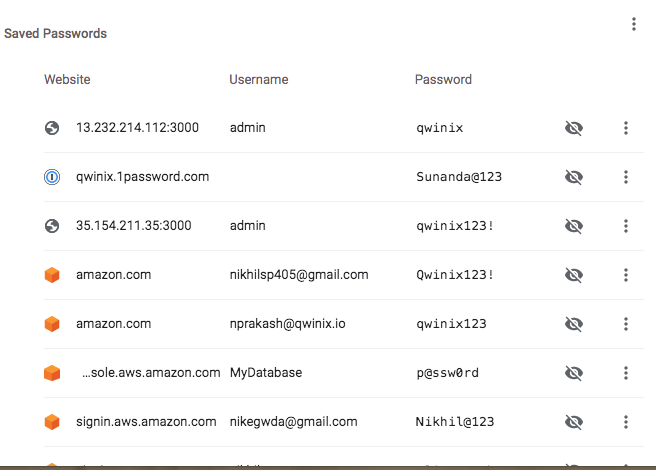 Saved Passwords
Website Username Password
13.232.214.112:3000 admin qwinix
qwinix.1password.com Sunanda@123
35.154.211.35:3000 admin qwinix123!
amazon.com nikhilsp405@gmail.com Qwinix123!
amazon.com nprakash@qwinix.io qwinix123
...sole.aws.amazon.com MyDatabase p@ssw0rd
signin.aws.amazon.com nikegwda@gmail.com Nikhil@123